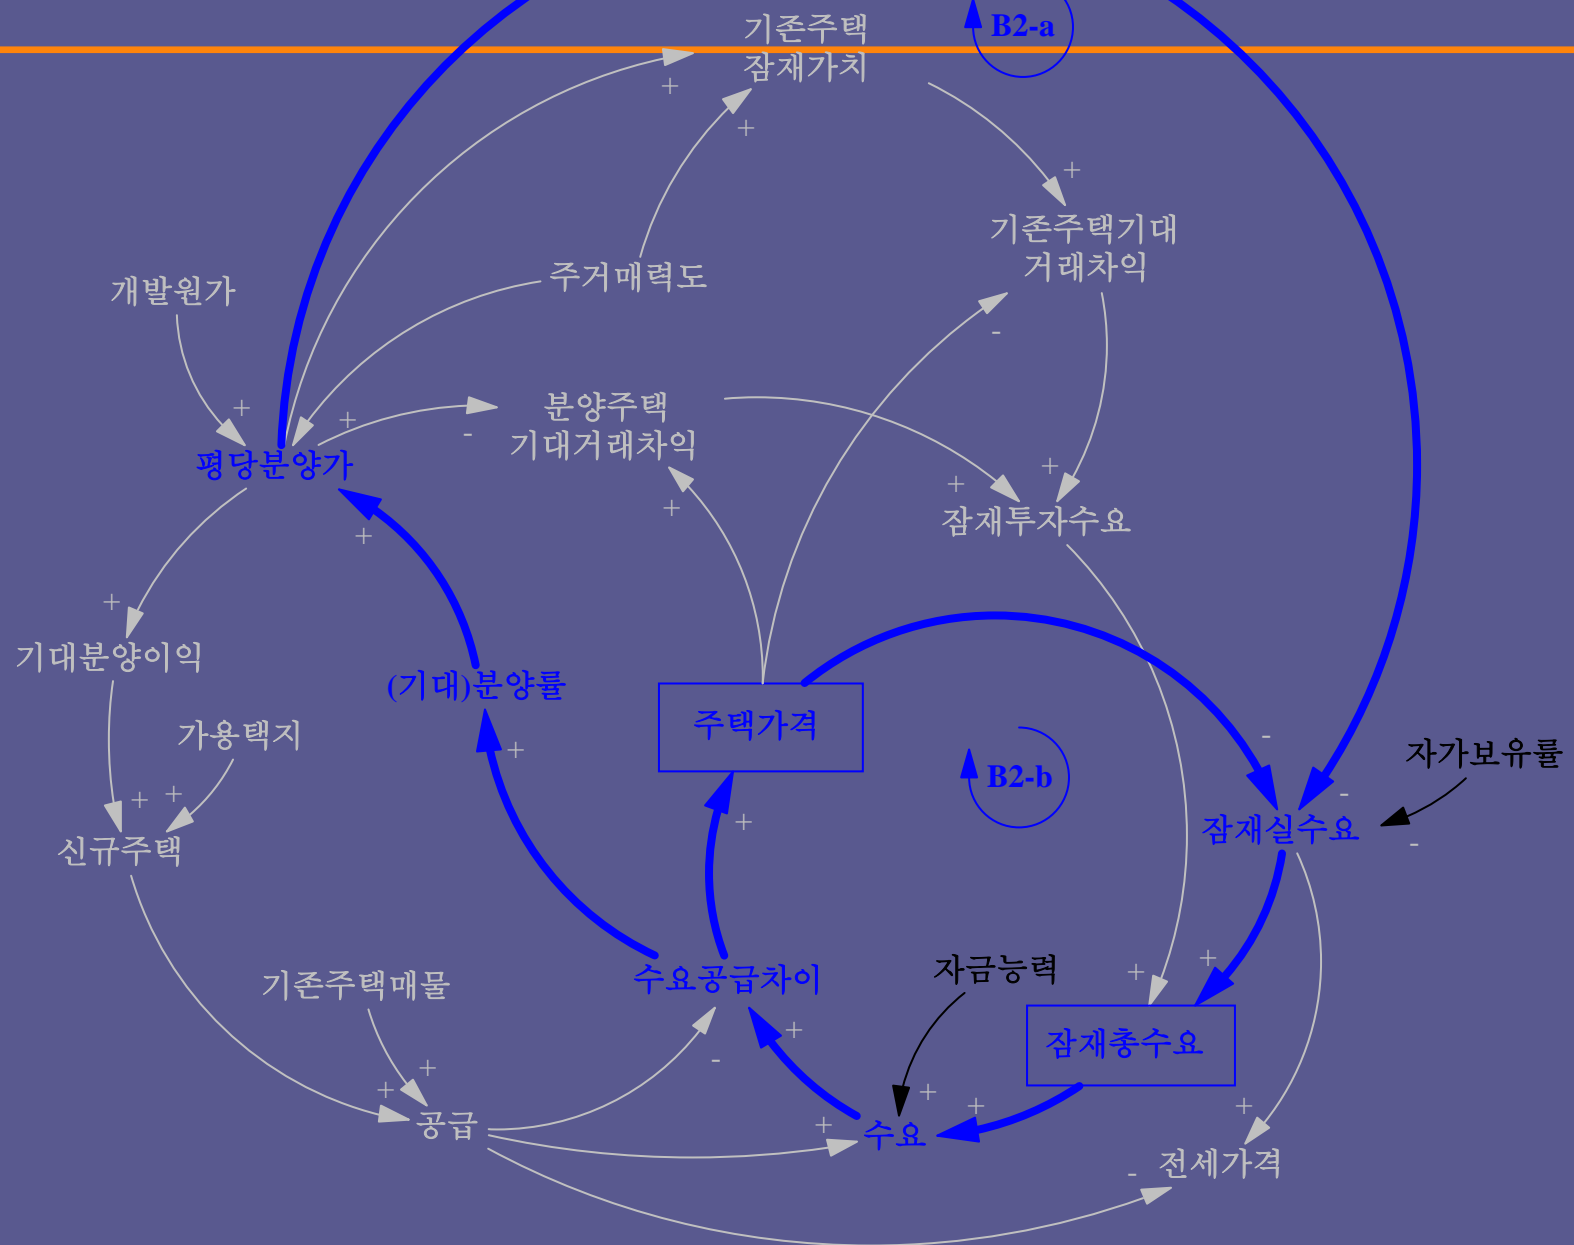 기존주택
잠재가치
B2-a
+
+
+
기존주택기대
거래차익
주거매력도
개발원가
-
+
+
-
분양주택
기대거래차익
평당분양가
+
+
+
잠재투자수요
+
+
기대분양이익
(기대)분양률
가용택지
주택가격
+
-
자가보유률
B2-b
-
+
+
+
잠재실수요
-
신규주택
+
+
자금능력
수요공급차이
기존주택매물
+
-
잠재총수요
+
+
+
+
+
+
공급
수요
전세가격
-